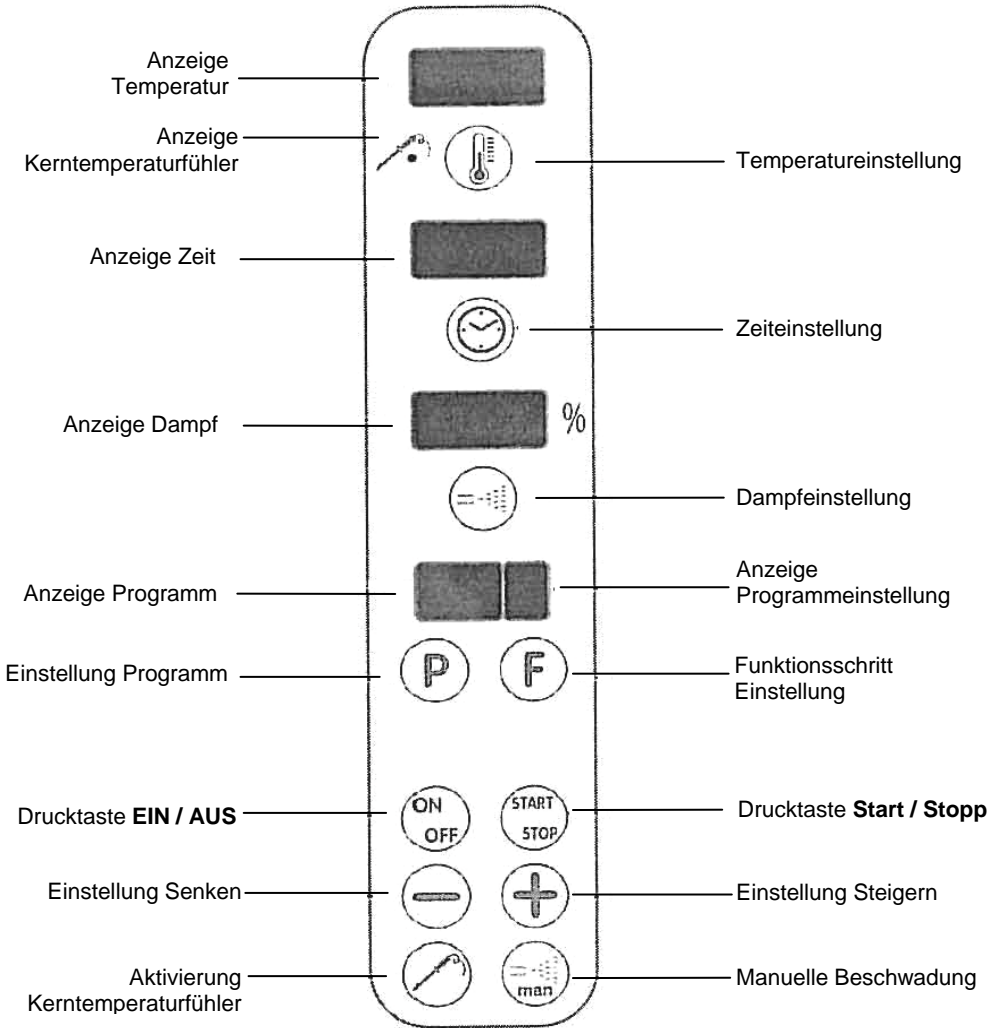 Anzeige
Temperatur
Anzeige
Kerntemperaturfühler
Temperatureinstellung
Anzeige Zeit
Zeiteinstellung
Anzeige Dampf
%
Dampfeinstellung
Anzeige Programm
Anzeige
Programmeinstellung
Einstellung Programm
P
F
Funktionsschritt
Einstellung
Drucktaste EIN / AUS
ON
OFF
START
STOP
Drucktaste Start / Stopp
Einstellung Senken
Einstellung Steigern
Aktivierung
Kerntemperaturfühler
man
Manuelle Beschwadung